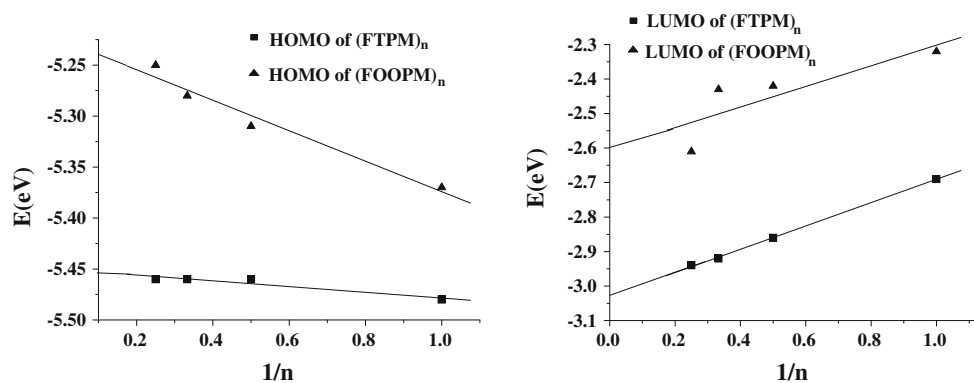 HOMO of (FTPM)n
HOMO of (FOOPM)n
-5.25
-5.30
-5.35
-5.40
-5.45
-5.50
E(eV)
0.2 0.4 0.6 0.8 1.0
1/n
LUMO of (FTPM)n
LUMO of (FOOPM)n
-2.3
-2.4
-2.5
-2.6
-2.7
-2.8
-2.9
-3.0
-3.1
E(eV)
0.0 0.2 0.4 0.6 0.8 1.0
1/n